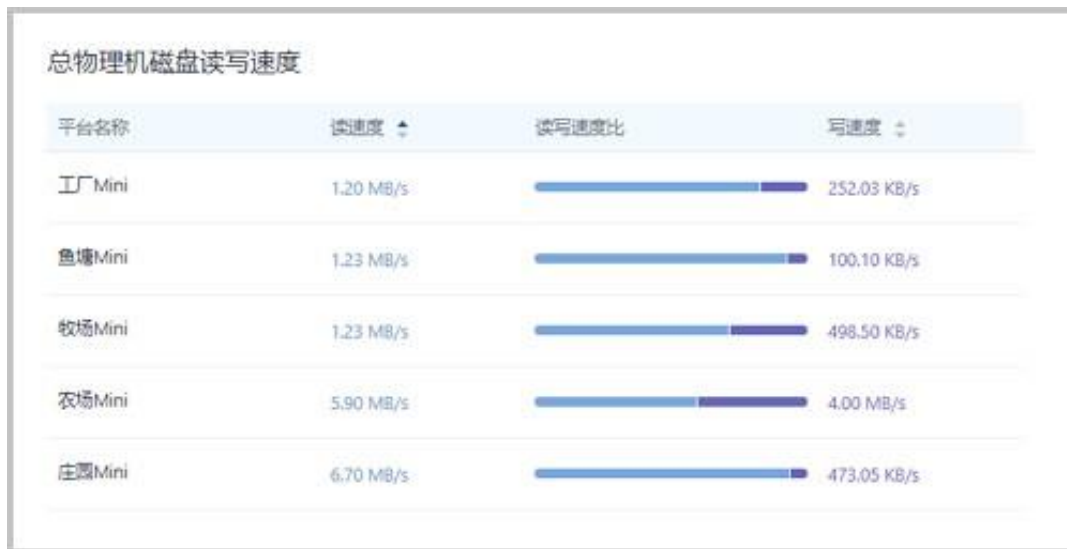 总物理机磁盘读写速度
平台名称 读速度 读写速度比 写速度
工厂Mini 1.20 MB/s 252.03 KB/s
鱼塘Mini 1.23 MB/s 100.10 KB/s
牧场Mini 1.23 MB/s 498.50 KB/s
农场Mini 5.90 MB/s 4.00 MB/s
庄园Mini 6.70 MB/s 473.05 KB/s